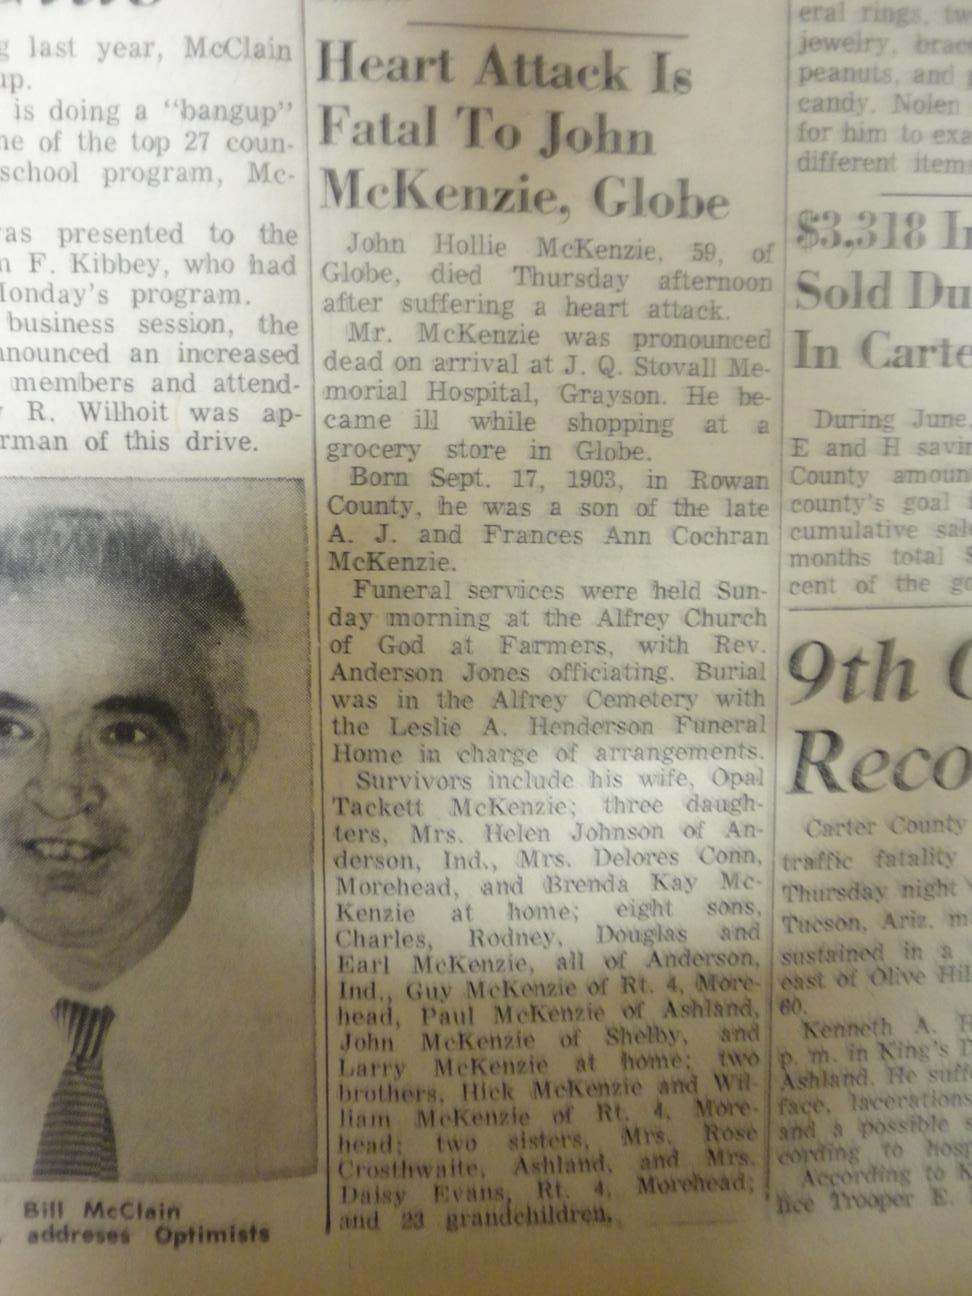 g last year, McClain
up.
is doing a "bangup"
ne of the top 27 coun-
school program, Mc-
was presented to the
n F. Kibbey, who had
Monday's program.
business session, the
nnounced an increased
members and attend-
y R. Wilhoit was ap-
rman of this drive.
Bill McClain
addreses Optimists
Heart Attack Is
Fatal To John
McKenzie, Globe
John Hollie McKenzie, 59, of
Globe, died Thursday afternoon
after suffering a heart attack.
Mr. McKenzie was pronounced
dead on arrival at J. Q. Stovall Me-
morial Hospital, Grayson. He be-
came ill while shopping at a
grocery store in Globe.
Born Sept. 17, 1903, in Rowan
County, he was a son of the late
A. J. and Frances Ann Cochran
McKenzie.
Funeral services were held Sun-
day morning at the Alfrey Church
of God at Farmers, with Rev.
Anderson Jones officiating. Burial
was in the Alfrey Cemetery with
the Leslie A. Henderson Funeral
Home in charge of arrangements.
Survivors include his wife, Opal
Tackett McKenzie; three daugh-
ters, Mrs. Helen Johnson of An-
derson, Ind., Mrs. Delores Conn,
Morehead, and Brenda Kay Mc-
Kenzie at home; eight sons,
Charles, Rodney, Douglas and
Earl McKenzie, all of Anderson,
Ind., Guy McKenzie of Rt. 4, More-
head, Paul McKenzie of Ashland,
John McKenzie of Shelby, and
Larry McKenzie at home; two
brothers, Hick McKenzie and Wil-
liam McKenzie of Rt. 4, More-
head; two sisters, Mrs. Rose
Crosthwaite, Ashland, and Mrs.
Daisy Evans, Rt. 4, Morehead;
and 23 grandchildren.
eral rings, tw
jewelry, brac
peanuts, and
candy. Nolen
for him to exa
different items
$3,318 In
Sold Du
In Carte
During June,
E and H savin
County amoun
county's goal
cumulative sale
months total $
cent of the go
9th
Reco
Carter County
traffic fatality
Thursday night
Tucson, Ariz. m
sustained in a
east of Olive Hil
60.
Kenneth A.
p. m. in King's D
Ashland. He suffe
face, lacerations
and a possible s
cording to hosp
According to K
lice Trooper E.